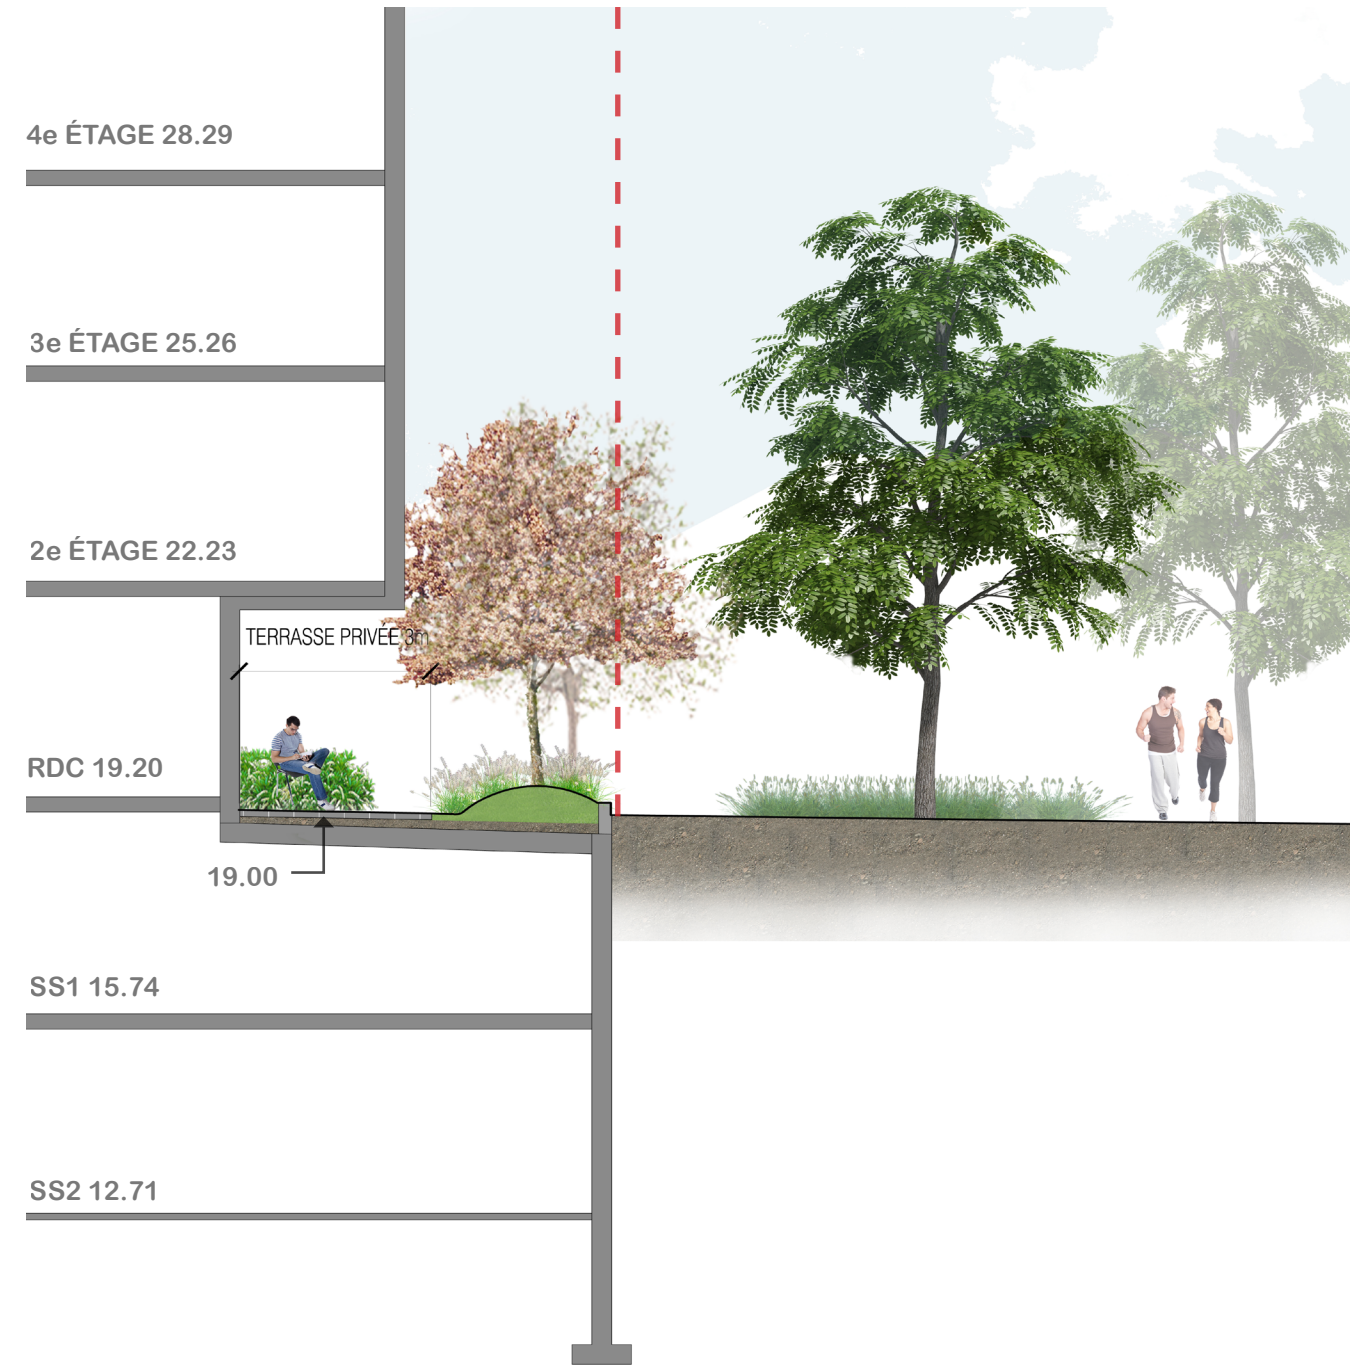 4e ÉTAGE 28.29
3e ÉTAGE 25.26
2e ÉTAGE 22.23
TERRASSE PRIVÉE 3m
RDC 19.20
19.00
SS1 15.74
SS2 12.71